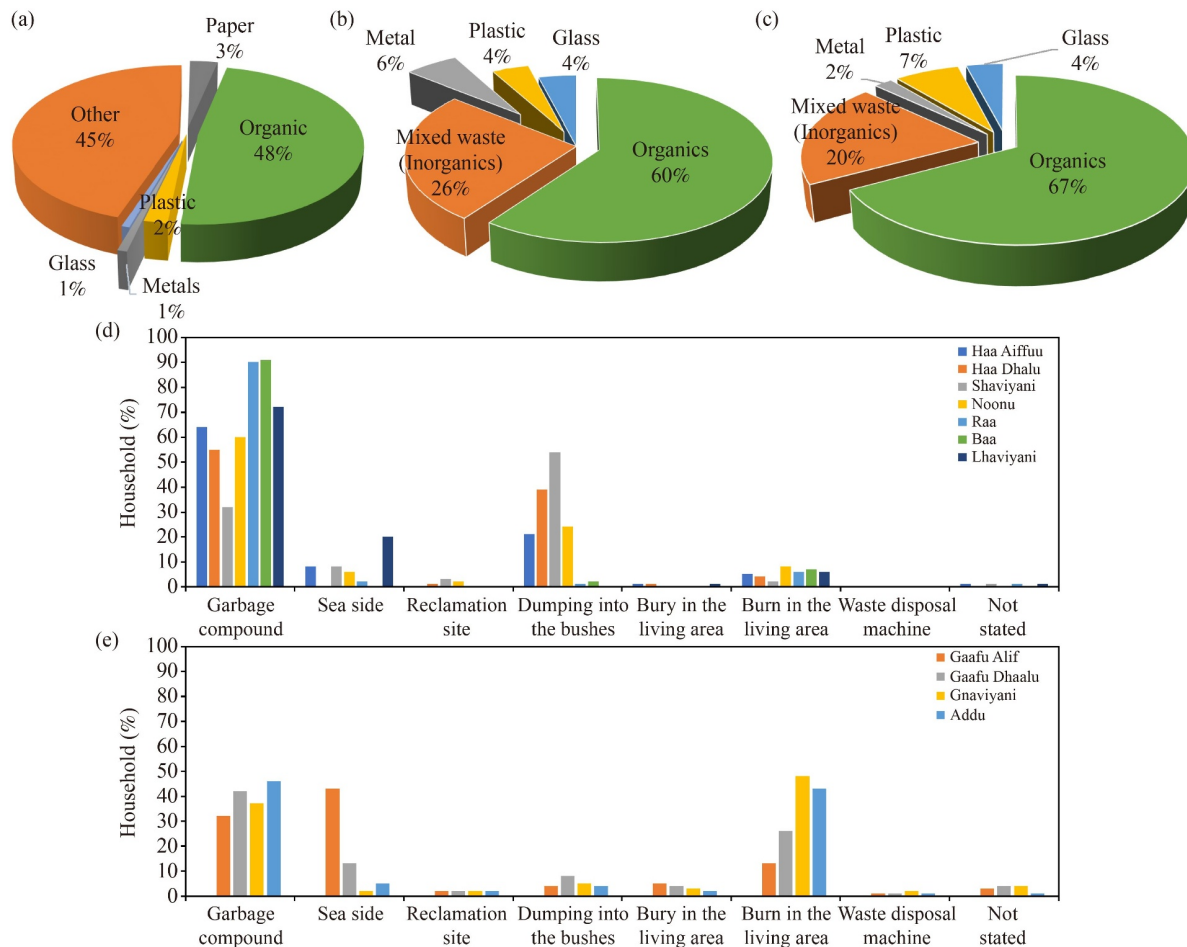 (a)
Paper
3%
Other
45%
Organic
48%
Plastic
2%
Glass
1%
Metals
1%
(b)
Metal
6%
Plastic
4%
Glass
4%
Mixed waste
(Inorganics)
26%
Organics
60%
(c)
Metal
2%
Plastic
7%
Glass
4%
Mixed waste
(Inorganics)
20%
Organics
67%
(d)
Household (%)
100
90
80
70
60
50
40
30
20
10
0
Haa Aiffuu
Haa Dhalu
Shaviyani
Noonu
Raa
Baa
Lhaviyani
Garbage
compound
Sea side
Reclamation
site
Dumping into
the bushes
Bury in the
living area
Burn in the
living area
Waste disposal
machine
Not
stated
(e)
Household (%)
100
90
80
70
60
50
40
30
20
10
0
Gaafu Alif
Gaafu Dhaalu
Gnaviyani
Addu
Garbage
compound
Sea side
Reclamation
site
Dumping into
the bushes
Bury in the
living area
Burn in the
living area
Waste disposal
machine
Not
stated